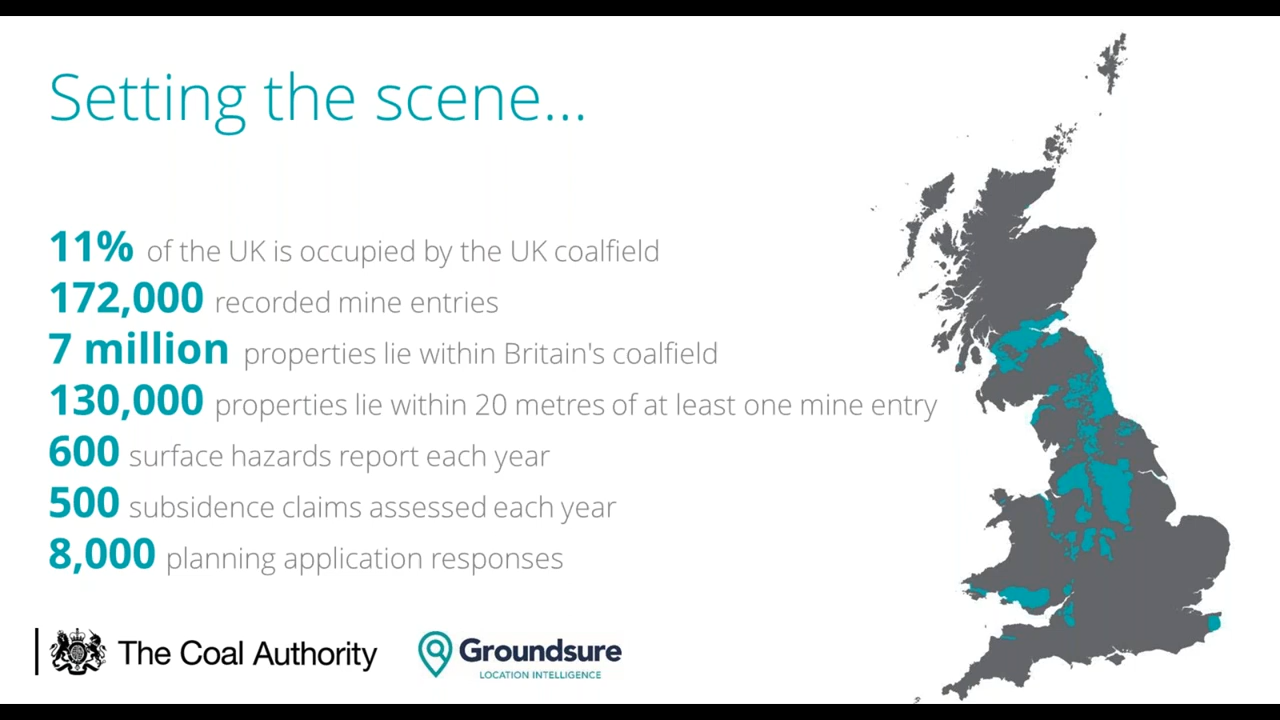 Setting the scene...
11% of the UK is occupied by the UK coalfield
172,000 recorded mine entries
7 million properties lie within Britain's coalfield
130,000 properties lie within 20 metres of at least one mine entry
600 surface hazards report each year
500 subsidence claims assessed each year
8,000 planning application responses
The Coal Authority
Groundsure
LOCATION INTELLIGENCE